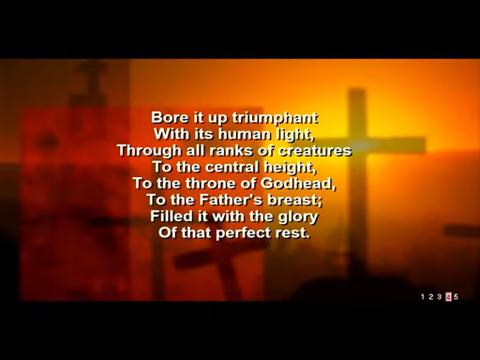 Bore it up triumphant
With its human light,
Through all ranks of creatures
To the central height,
To the throne of Godhead,
To the Father's breast;
Filled it with the glory
Of that perfect rest.
1 2 3 4 5